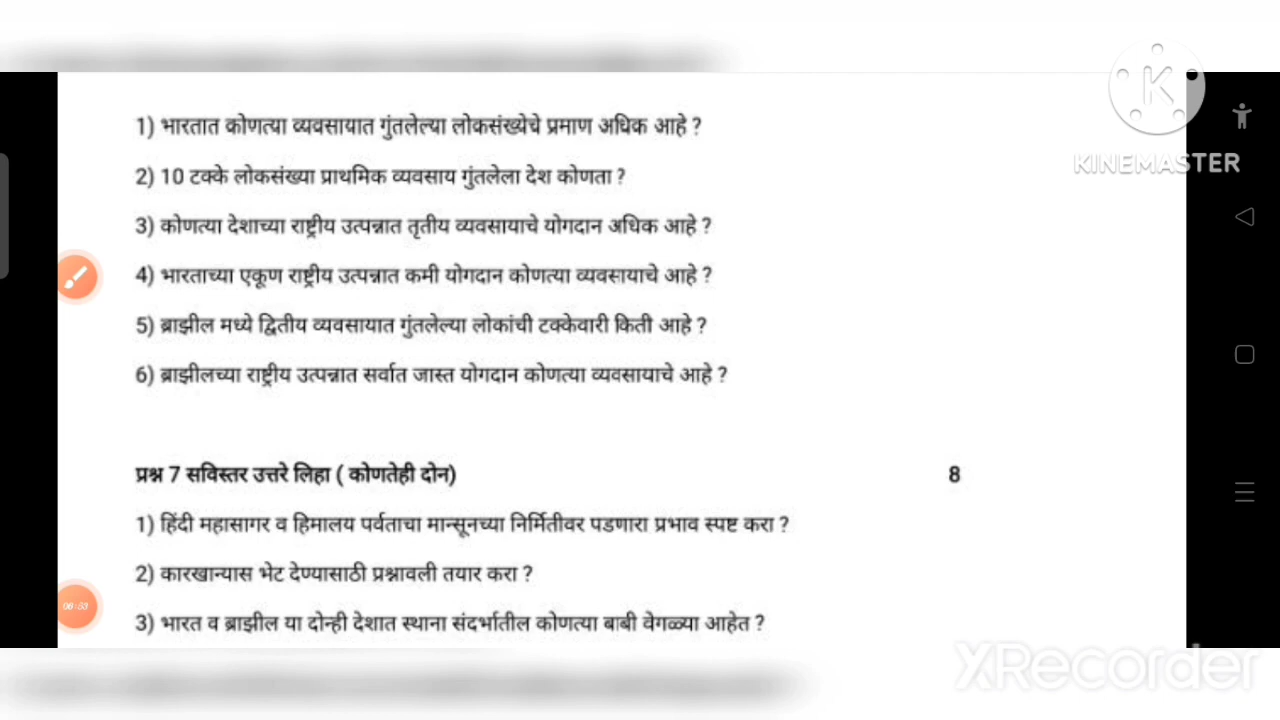 KINEMASTER
1) भारतात कोणत्या व्यवसायात गुंतलेल्या लोकसंख्येचे प्रमाण अधिक आहे ?
2) 10 टक्के लोकसंख्या प्राथमिक व्यवसाय गुंतलेला देश कोणता ?
3) कोणत्या देशाच्या राष्ट्रीय उत्पन्नात तृतीय व्यवसायाचे योगदान अधिक आहे ?
4) भारताच्या एकूण राष्ट्रीय उत्पन्नात कमी योगदान कोणत्या व्यवसायाचे आहे ?
5) ब्राझील मध्ये द्वितीय व्यवसायात गुंतलेल्या लोकांची टक्केवारी किती आहे ?
6) ब्राझीलच्या राष्ट्रीय उत्पन्नात सर्वात जास्त योगदान कोणत्या व्यवसायाचे आहे ?
प्रश्न 7 सविस्तर उत्तरे लिहा ( कोणतेही दोन) 8
1) हिंदी महासागर व हिमालय पर्वताचा मान्सूनच्या निर्मितीवर पडणारा प्रभाव स्पष्ट करा ?
2) कारखान्यास भेट देण्यासाठी प्रश्नावली तयार करा ?
3) भारत व ब्राझील या दोन्ही देशात स्थाना संदर्भातील कोणत्या बाबी वेगळ्या आहेत ?
XRecorder